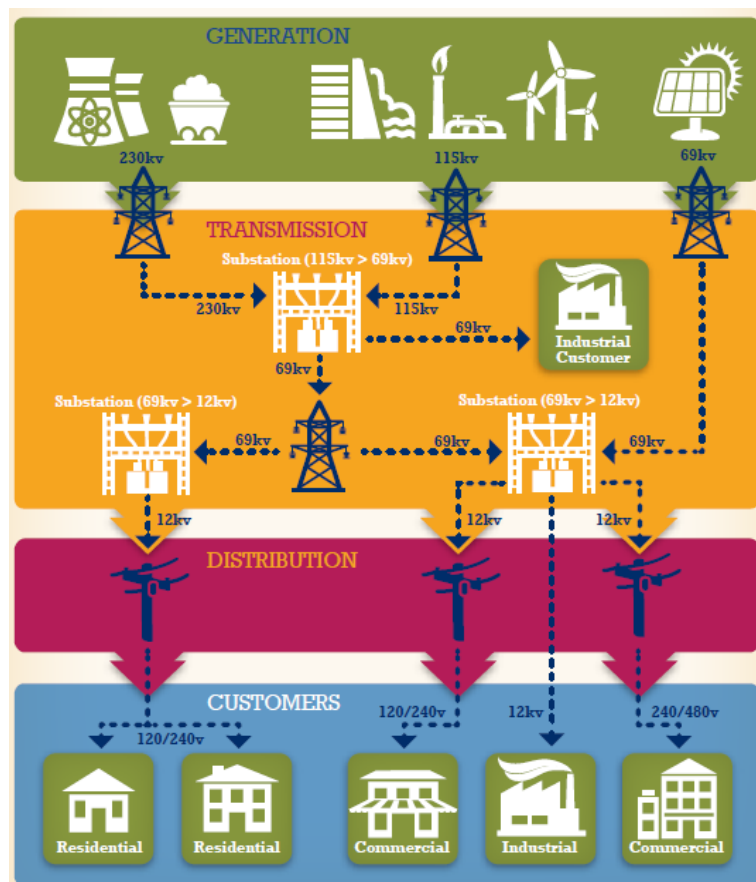 GENERATION
230kv
115kv
69kv
TRANSMISSION
Substation (115kv > 69kv)
230kv
115kv
69kv
Industrial
Customer
69kv
Substation (69kv > 12kv)
Substation (69kv > 12kv)
69kv
69kv
69kv
12kv
12kv
12kv
DISTRIBUTION
CUSTOMERS
120/240v
120/240v
12kv
240/480v
Residential
Residential
Commercial
Industrial
Commercial